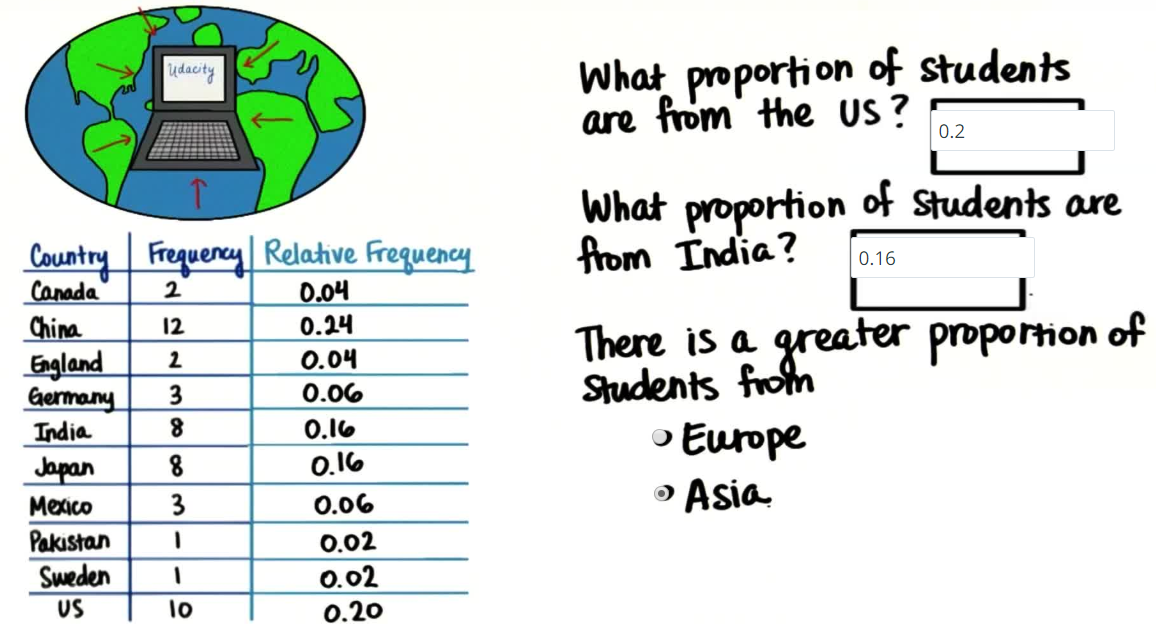 Udacity
What proportion of students
are from the US?
0.2
What proportion of students are
from India?
0.16
There is a greater proportion of
students from
Europe
Asia.
Country Frequency Relative Frequency
Canada 2 0.04
China 12 0.24
England 2 0.04
Germany 3 0.06
India 8 0.16
Japan 8 0.16
Mexico 3 0.06
Pakistan 1 0.02
Sweden 1 0.02
US 10 0.20